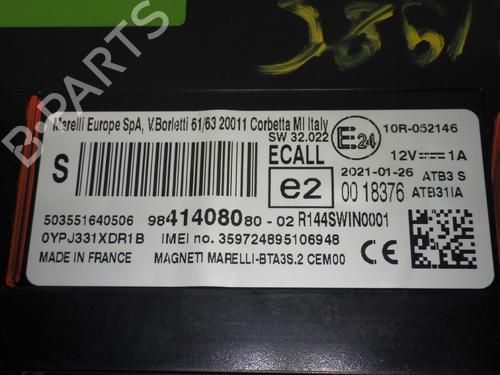 1986
Marelli Europe SpA, V.Borletti 61/63 20011 Corbetta MI Italy
SW 32.022
E24
10R-052146
S
ECALL
12V⎓1A
e2
2021-01-26 ATB3 S
00 18376 ATB31IA
503551640506 9841408080-02 R144SWIN0001
0YPJ331XDR1B IMEI no. 359724895106948
MADE IN FRANCE MAGNETI MARELLI-BTA3S.2 CEM00
CE
B-PARTS